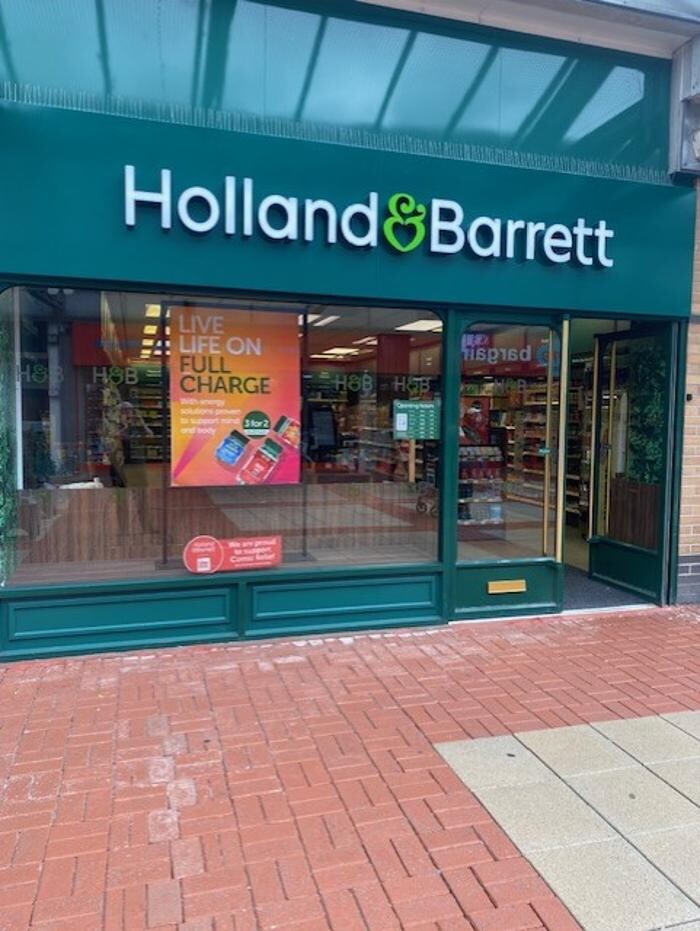 Holland & Barrett
LIVE
LIFE ON
FULL
CHARGE
With energy
solutions proven
to support mind
and body
3 for 2
H&B
H&B
H&B
H&B
Opening hours
bargain
We are proud
to support
Comic Relief